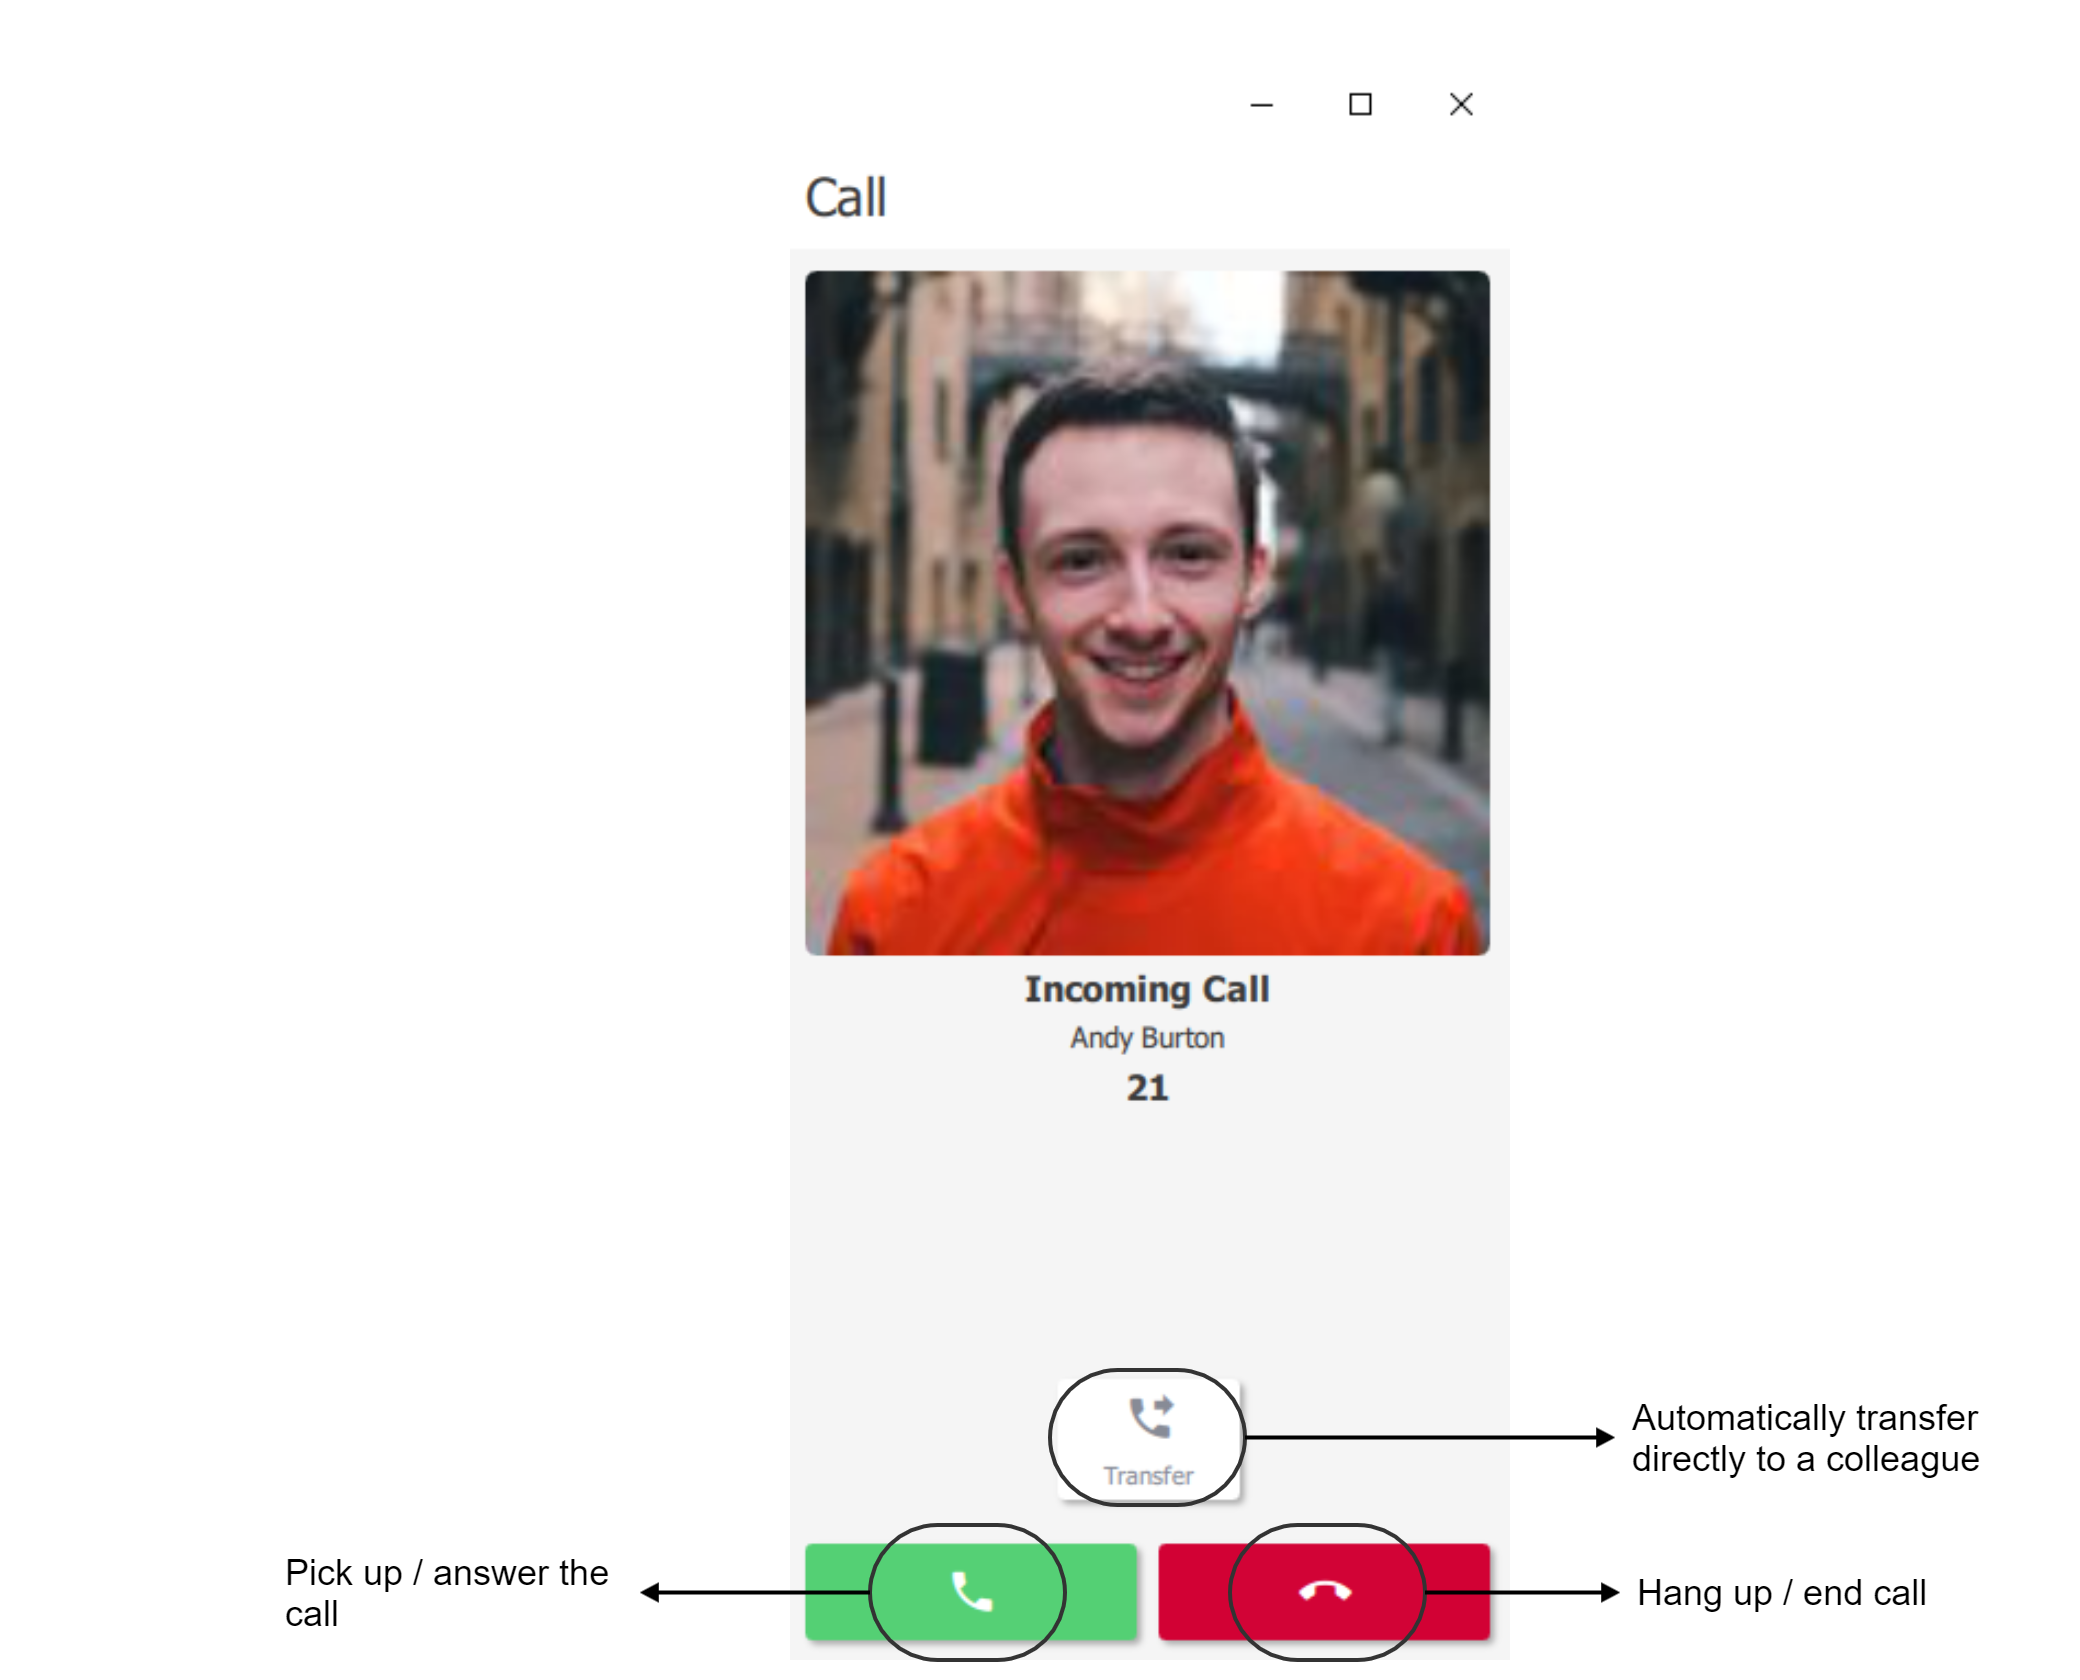 Call
Incoming Call
Andy Burton
21
Transfer
Automatically transfer
directly to a colleague
Pick up / answer the
call
Hang up / end call